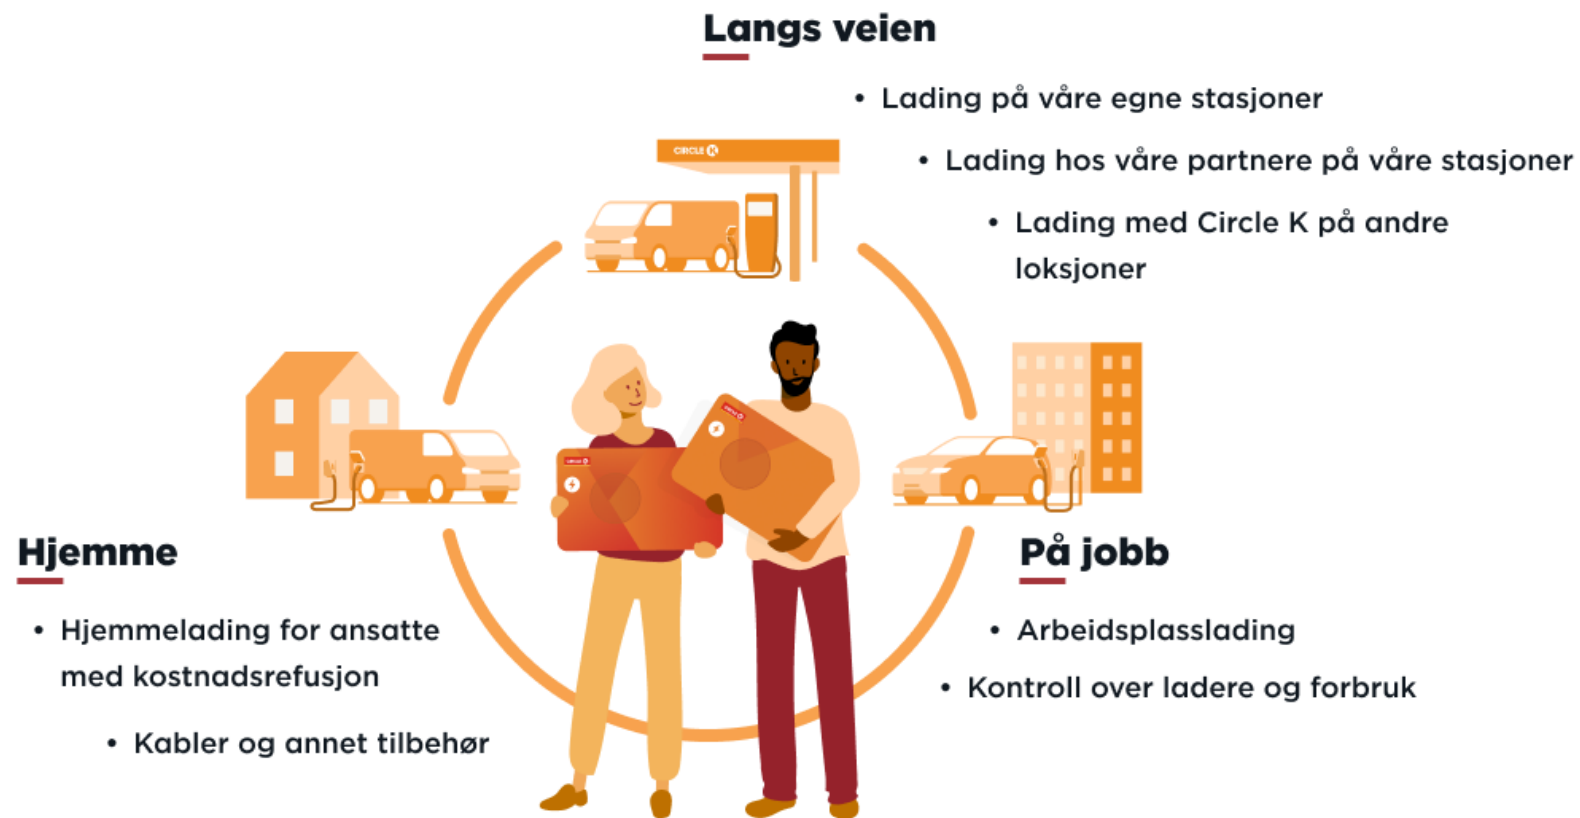 Langs veien
• Lading på våre egne stasjoner
• Lading hos våre partnere på våre stasjoner
• Lading med Circle K på andre
loksjoner
CIRCLE K
CIRCLE K
CIRCLE K
Hjemme
• Hjemmelading for ansatte
med kostnadsrefusjon
• Kabler og annet tilbehør
På jobb
• Arbeidsplasslading
• Kontroll over ladere og forbruk